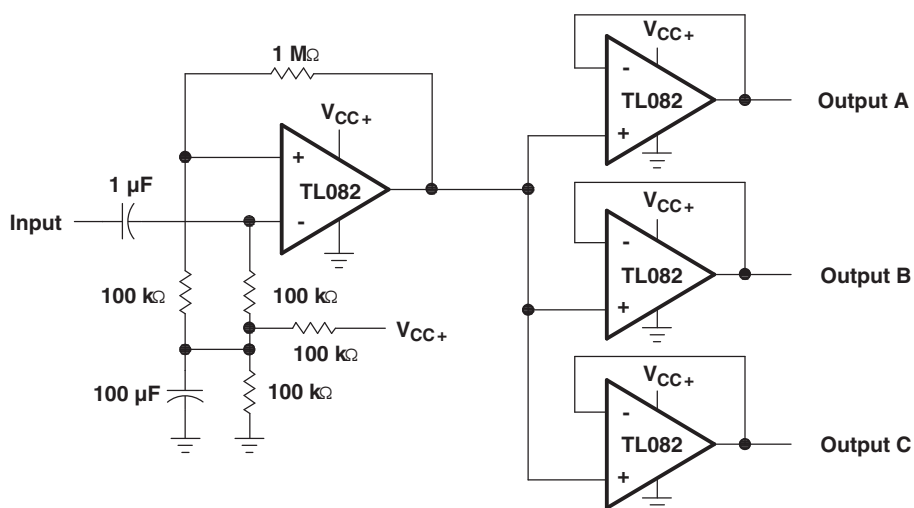 1 MΩ
VCC+
+
TL082
-
1 µF
Input
100 kΩ
100 kΩ
VCC+
100 kΩ
100 µF
100 kΩ
VCC+
-
TL082
+
Output A
VCC+
-
TL082
+
Output B
VCC+
-
TL082
+
Output C